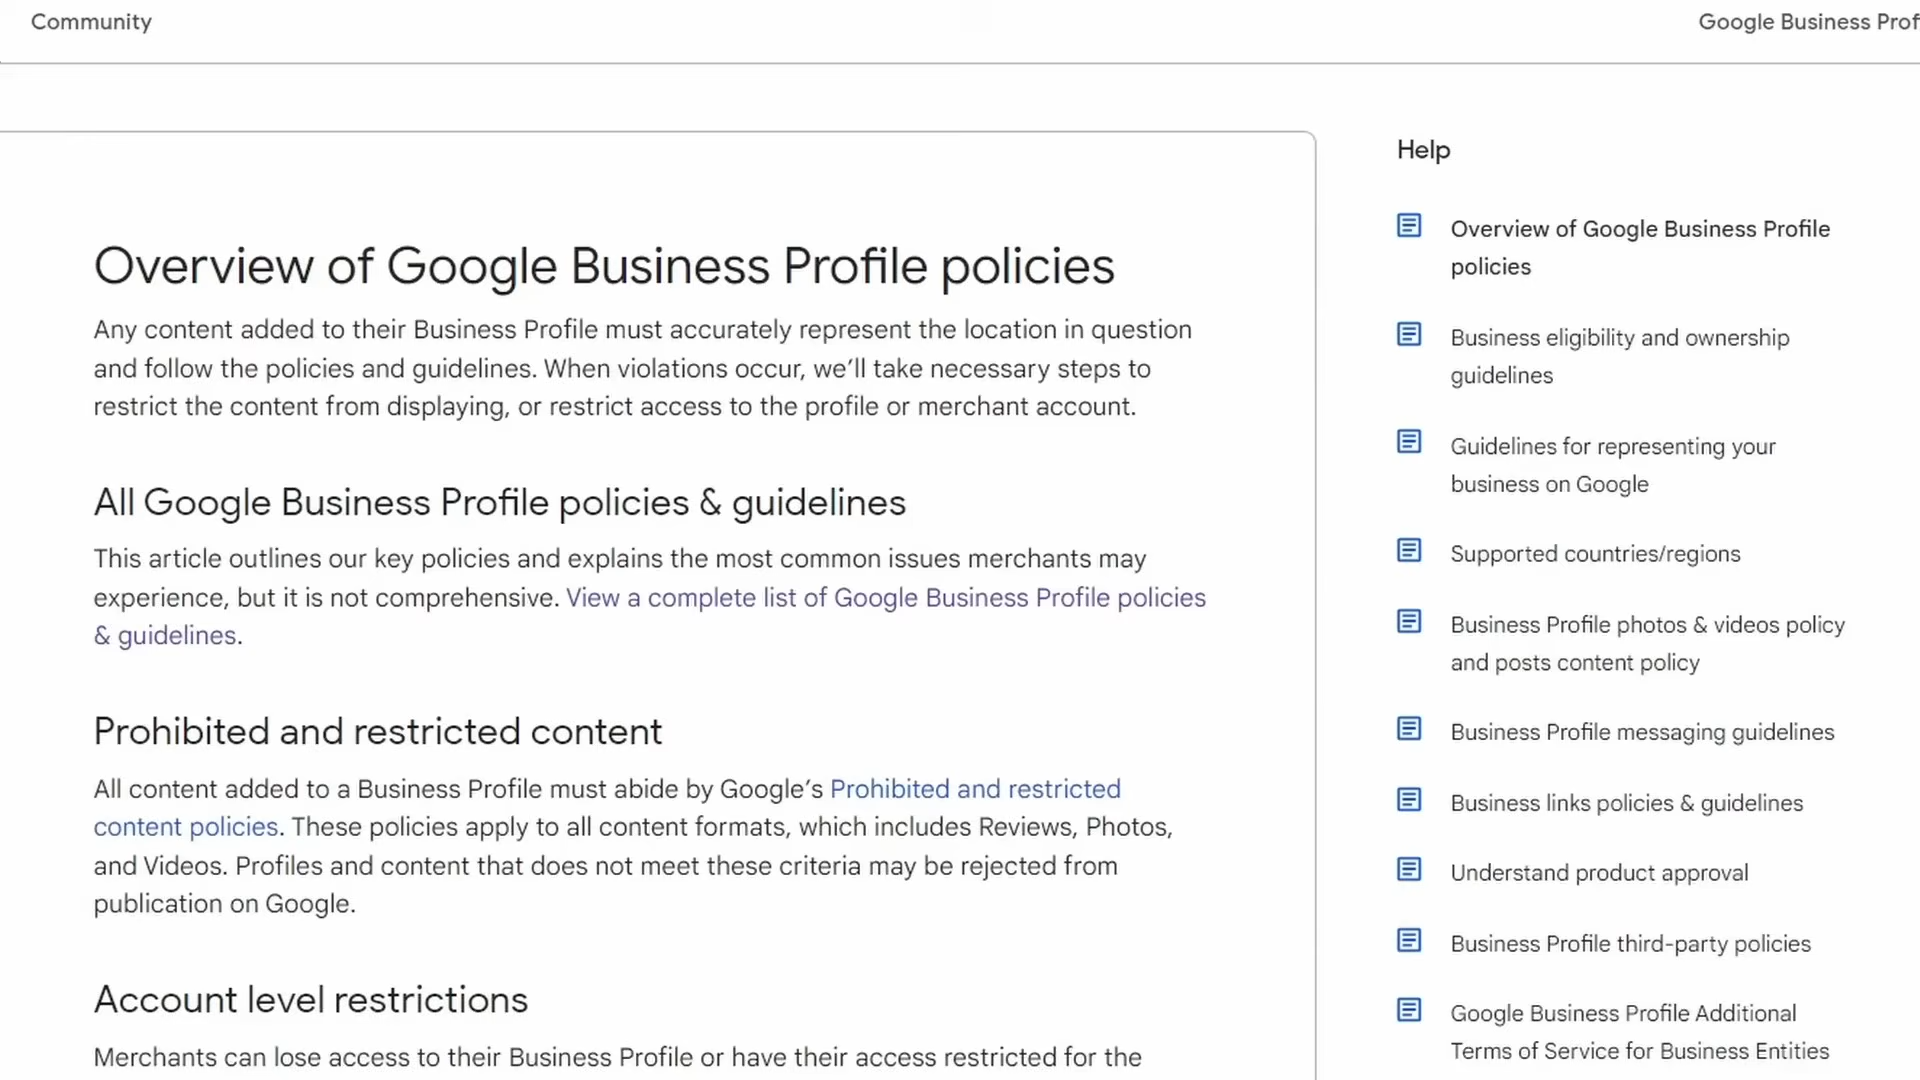 Community
Google Business Prof
Overview of Google Business Profile policies
Any content added to their Business Profile must accurately represent the location in question
and follow the policies and guidelines. When violations occur, we’ll take necessary steps to
restrict the content from displaying, or restrict access to the profile or merchant account.
All Google Business Profile policies & guidelines
This article outlines our key policies and explains the most common issues merchants may
experience, but it is not comprehensive. View a complete list of Google Business Profile policies
& guidelines.
Prohibited and restricted content
All content added to a Business Profile must abide by Google’s Prohibited and restricted
content policies. These policies apply to all content formats, which includes Reviews, Photos,
and Videos. Profiles and content that does not meet these criteria may be rejected from
publication on Google.
Account level restrictions
Merchants can lose access to their Business Profile or have their access restricted for the
Help
Overview of Google Business Profile
policies
Business eligibility and ownership
guidelines
Guidelines for representing your
business on Google
Supported countries/regions
Business Profile photos & videos policy
and posts content policy
Business Profile messaging guidelines
Business links policies & guidelines
Understand product approval
Business Profile third-party policies
Google Business Profile Additional
Terms of Service for Business Entities